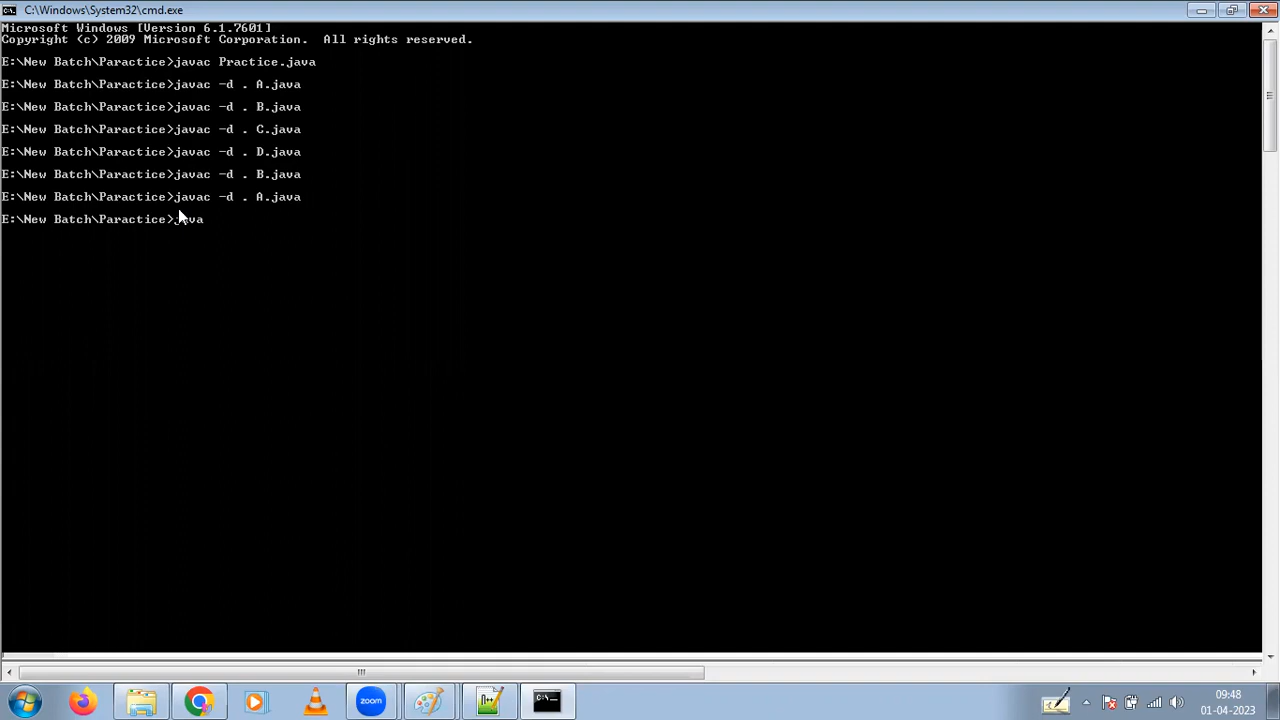 C:\Windows\System32\cmd.exe
Microsoft Windows [Version 6.1.7601]
Copyright (c) 2009 Microsoft Corporation.  All rights reserved.
E:\New Batch\Paractice>javac Practice.java
E:\New Batch\Paractice>javac -d . A.java
E:\New Batch\Paractice>javac -d . B.java
E:\New Batch\Paractice>javac -d . C.java
E:\New Batch\Paractice>javac -d . D.java
E:\New Batch\Paractice>javac -d . B.java
E:\New Batch\Paractice>javac -d . A.java
E:\New Batch\Paractice>java
zoom
09:48
01-04-2023